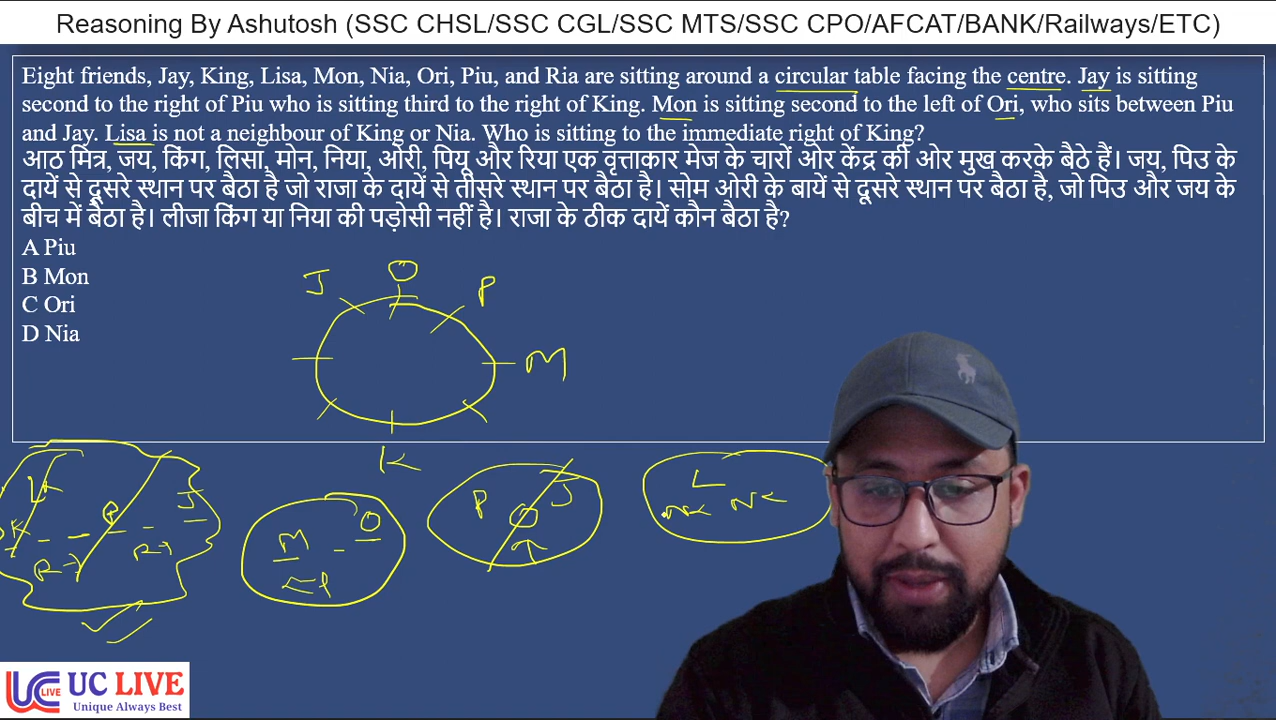 Reasoning By Ashutosh (SSC CHSL/SSC CGL/SSC MTS/SSC CPO/AFCAT/BANK/Railways/ETC)
Eight friends, Jay, King, Lisa, Mon, Nia, Ori, Piu, and Ria are sitting around a circular table facing the centre. Jay is sitting
second to the right of Piu who is sitting third to the right of King. Mon is sitting second to the left of Ori, who sits between Piu
and Jay. Lisa is not a neighbour of King or Nia. Who is sitting to the immediate right of King?
आठ मित्र, जय, किंग, लिसा, मोन, निया, ओरी, पियू और रिया एक वृत्ताकार मेज के चारों ओर केंद्र की ओर मुख करके बैठे हैं। जय, पिउ के
दायें से दूसरे स्थान पर बैठा है जो राजा के दायें से तीसरे स्थान पर बैठा है। सोम ओरी के बायें से दूसरे स्थान पर बैठा है, जो पिउ और जय के
बीच में बैठा है। लीजा किंग या निया की पड़ोसी नहीं है। राजा के ठीक दायें कौन बैठा है?
A Piu
B Mon
C Ori
D Nia
J O P
M
K
M O
P O J
L
UC LIVE
LIVE
Unique Always Best